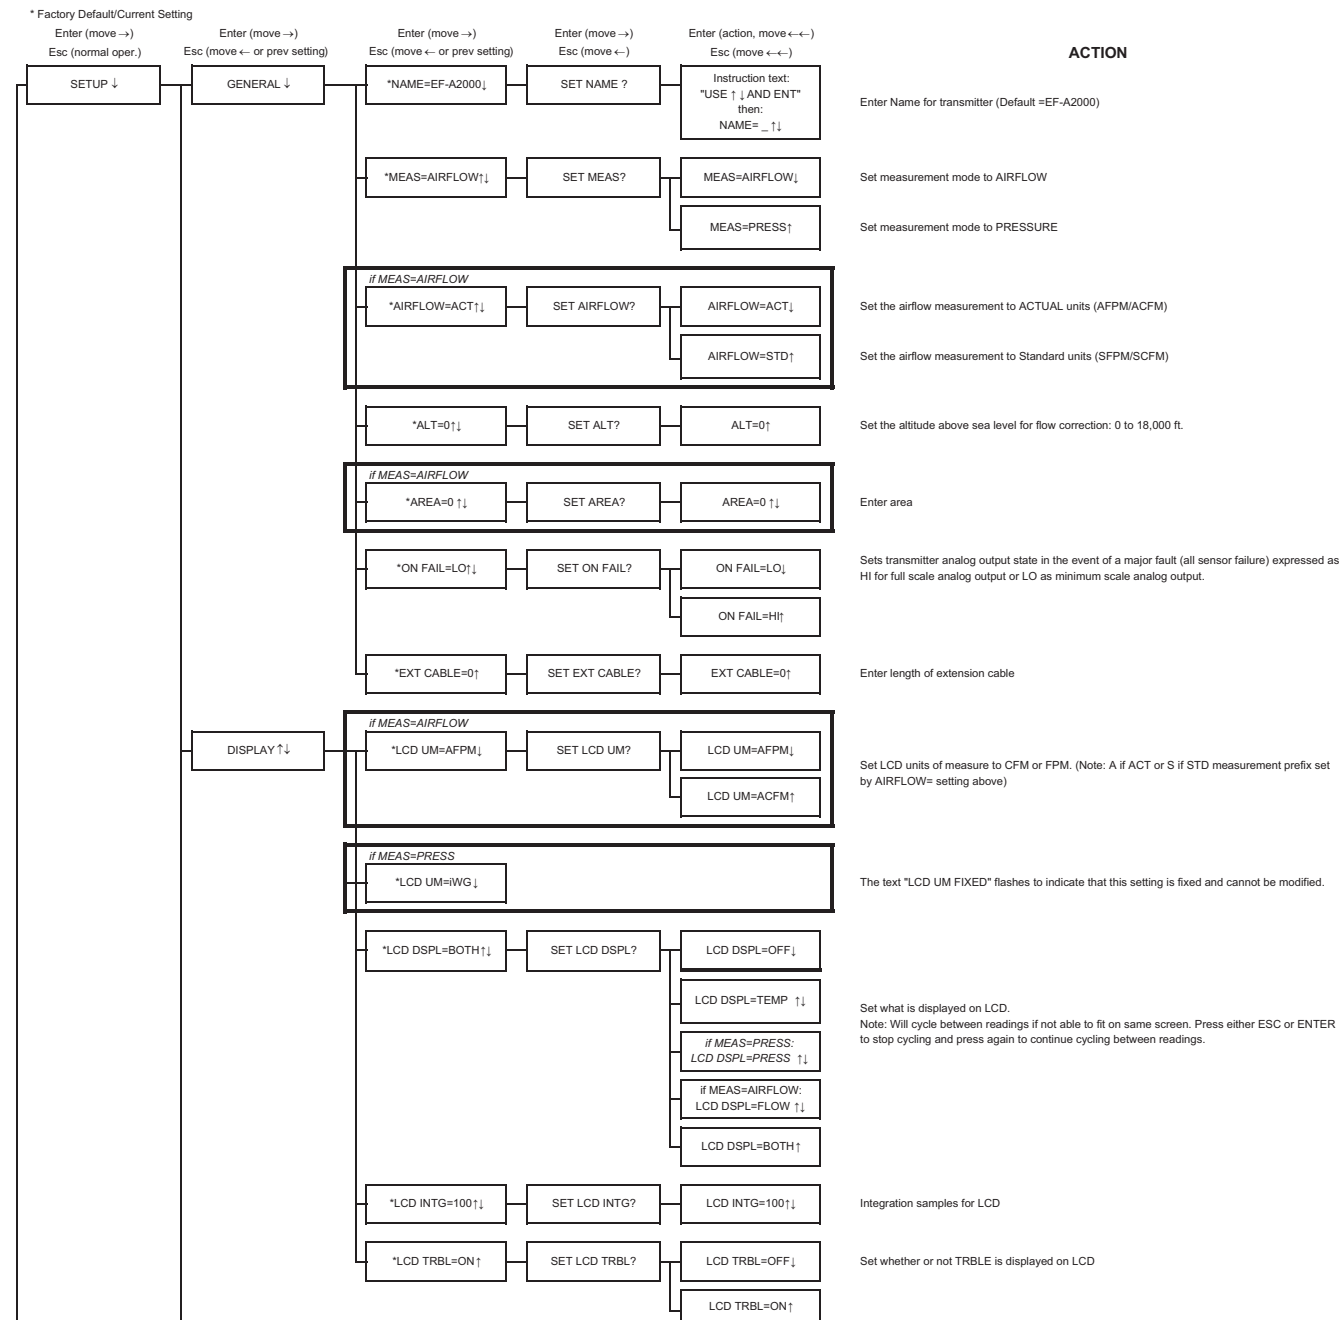 * Factory Default/Current Setting
Enter (move →)
Esc (normal oper.)
Enter (move →)
Esc (move ← or prev setting)
Enter (move →)
Esc (move ← or prev setting)
Enter (move →)
Esc (move ←)
Enter (action, move ←←)
Esc (move ←←)
ACTION
SETUP ↓
GENERAL ↓
*NAME=EF-A2000↓
SET NAME ?
Instruction text:
"USE ↑ ↓ AND ENT"
then:
NAME= _ ↑↓
Enter Name for transmitter (Default =EF-A2000)
*MEAS=AIRFLOW↑↓
SET MEAS?
MEAS=AIRFLOW↓
Set measurement mode to AIRFLOW
MEAS=PRESS↑
Set measurement mode to PRESSURE
if MEAS=AIRFLOW
*AIRFLOW=ACT↑↓
SET AIRFLOW?
AIRFLOW=ACT↓
Set the airflow measurement to ACTUAL units (AFPM/ACFM)
AIRFLOW=STD↑
Set the airflow measurement to Standard units (SFPM/SCFM)
*ALT=0↑↓
SET ALT?
ALT=0↑
Set the altitude above sea level for flow correction: 0 to 18,000 ft.
if MEAS=AIRFLOW
*AREA=0 ↑↓
SET AREA?
AREA=0 ↑↓
Enter area
*ON FAIL=LO↑↓
SET ON FAIL?
ON FAIL=LO↓
Sets transmitter analog output state in the event of a major fault (all sensor failure) expressed as
HI for full scale analog output or LO as minimum scale analog output.
ON FAIL=HI↑
*EXT CABLE=0↑
SET EXT CABLE?
EXT CABLE=0↑
Enter length of extension cable
DISPLAY ↑↓
if MEAS=AIRFLOW
*LCD UM=AFPM↓
SET LCD UM?
LCD UM=AFPM↓
LCD UM=ACFM↑
Set LCD units of measure to CFM or FPM. (Note: A if ACT or S if STD measurement prefix set
by AIRFLOW= setting above)
if MEAS=PRESS
*LCD UM=iWG↓
The text "LCD UM FIXED" flashes to indicate that this setting is fixed and cannot be modified.
*LCD DSPL=BOTH↑↓
SET LCD DSPL?
LCD DSPL=OFF↓
LCD DSPL=TEMP ↑↓
if MEAS=PRESS:
LCD DSPL=PRESS ↑↓
if MEAS=AIRFLOW:
LCD DSPL=FLOW ↑↓
LCD DSPL=BOTH↑
Set what is displayed on LCD.
Note: Will cycle between readings if not able to fit on same screen. Press either ESC or ENTER
to stop cycling and press again to continue cycling between readings.
*LCD INTG=100↑↓
SET LCD INTG?
LCD INTG=100↑↓
Integration samples for LCD
*LCD TRBL=ON↑
SET LCD TRBL?
LCD TRBL=OFF↓
Set whether or not TRBLE is displayed on LCD
LCD TRBL=ON↑